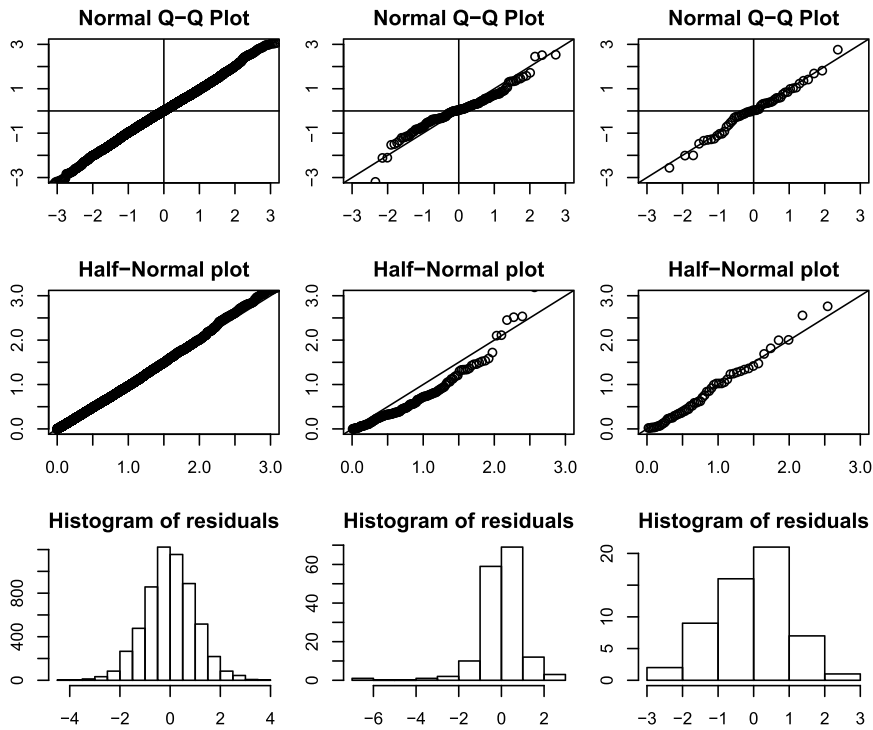 Normal Q−Q Plot
Normal Q−Q Plot
Normal Q−Q Plot
3
1
−1
−3
−3 −2 −1 0 1 2 3
3
1
−1
−3
−3 −2 −1 0 1 2 3
3
1
−1
−3
−3 −2 −1 0 1 2 3
Half−Normal plot
Half−Normal plot
Half−Normal plot
3.0
2.0
1.0
0.0
0.0 1.0 2.0 3.0
3.0
2.0
1.0
0.0
0.0 1.0 2.0 3.0
3.0
2.0
1.0
0.0
0.0 1.0 2.0 3.0
Histogram of residuals
Histogram of residuals
Histogram of residuals
800
400
0
−4 −2 0 2 4
60
40
20
0
−6 −4 −2 0 2
20
10
5
0
−3 −2 −1 0 1 2 3